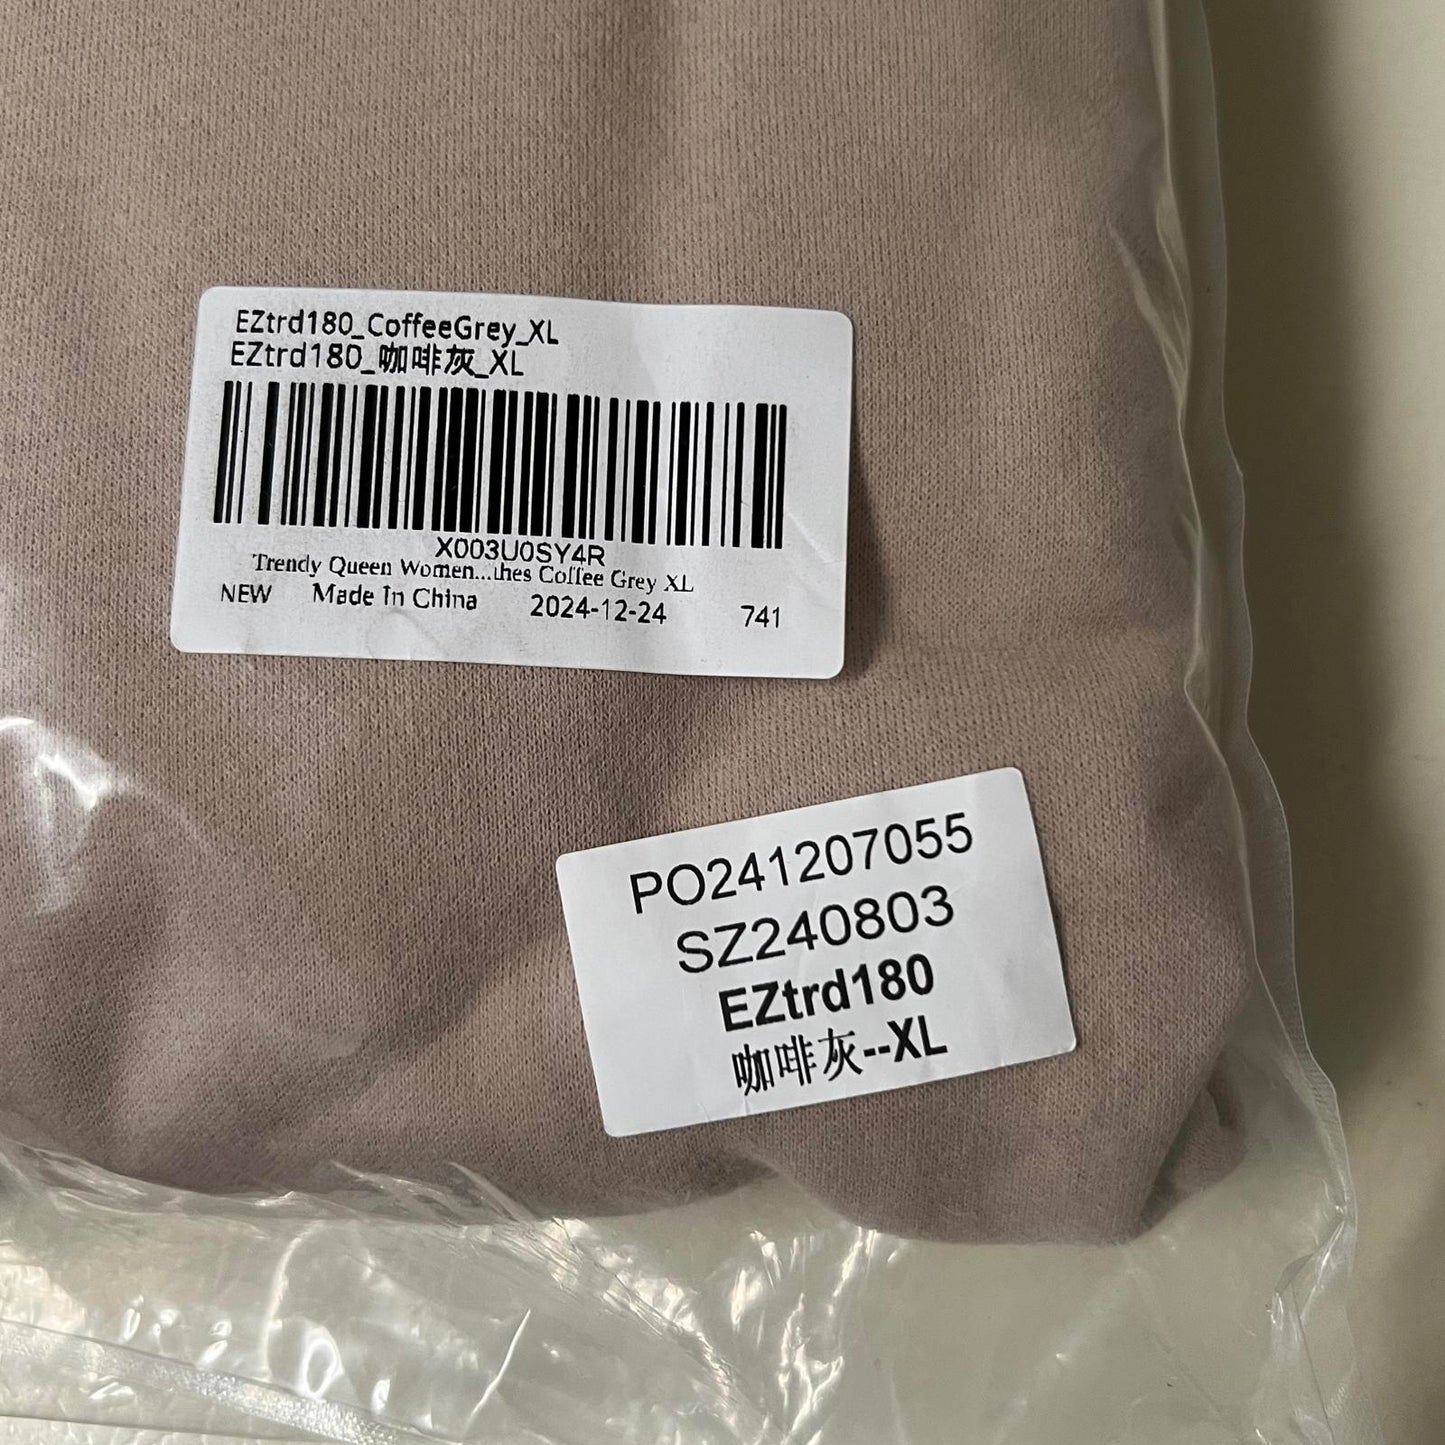 EZtrd180_CoffeeGrey_XL
EZtrd180_咖啡灰_XL
X003U0SY4R
Trendy Queen Women...thes Coffee Grey XL
NEW Made In China 2024-12-24 741
PO241207055
SZ240803
EZtrd180
咖啡灰--XL